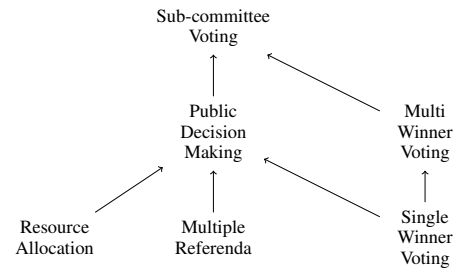 Sub-committee
Voting
Public
Decision
Making
Multi
Winner
Voting
Resource
Allocation
Multiple
Referenda
Single
Winner
Voting